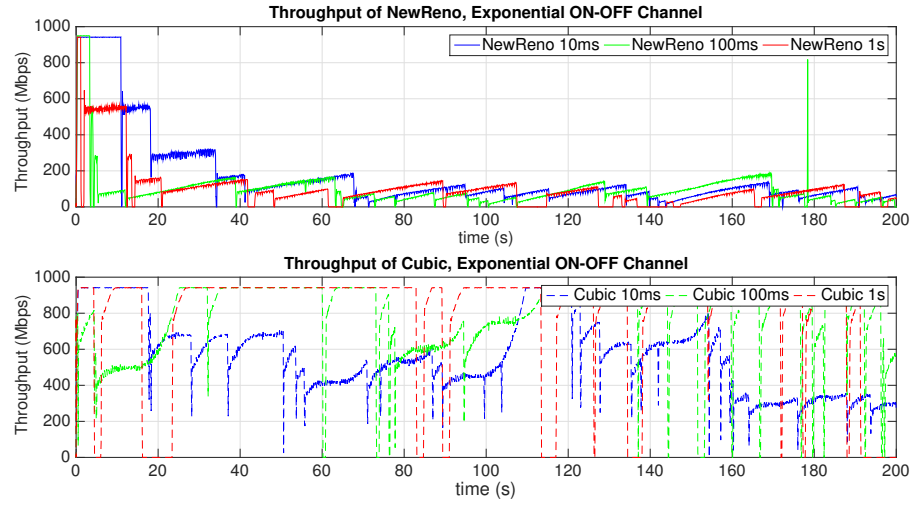 Throughput of NewReno, Exponential ON-OFF Channel
NewReno 10ms NewReno 100ms NewReno 1s
Throughput (Mbps)
1000
800
600
400
200
0
0 20 40 60 80 100 120 140 160 180 200
time (s)
Throughput of Cubic, Exponential ON-OFF Channel
Cubic 10ms Cubic 100ms Cubic 1s
Throughput (Mbps)
1000
800
600
400
200
0
0 20 40 60 80 100 120 140 160 180 200
time (s)